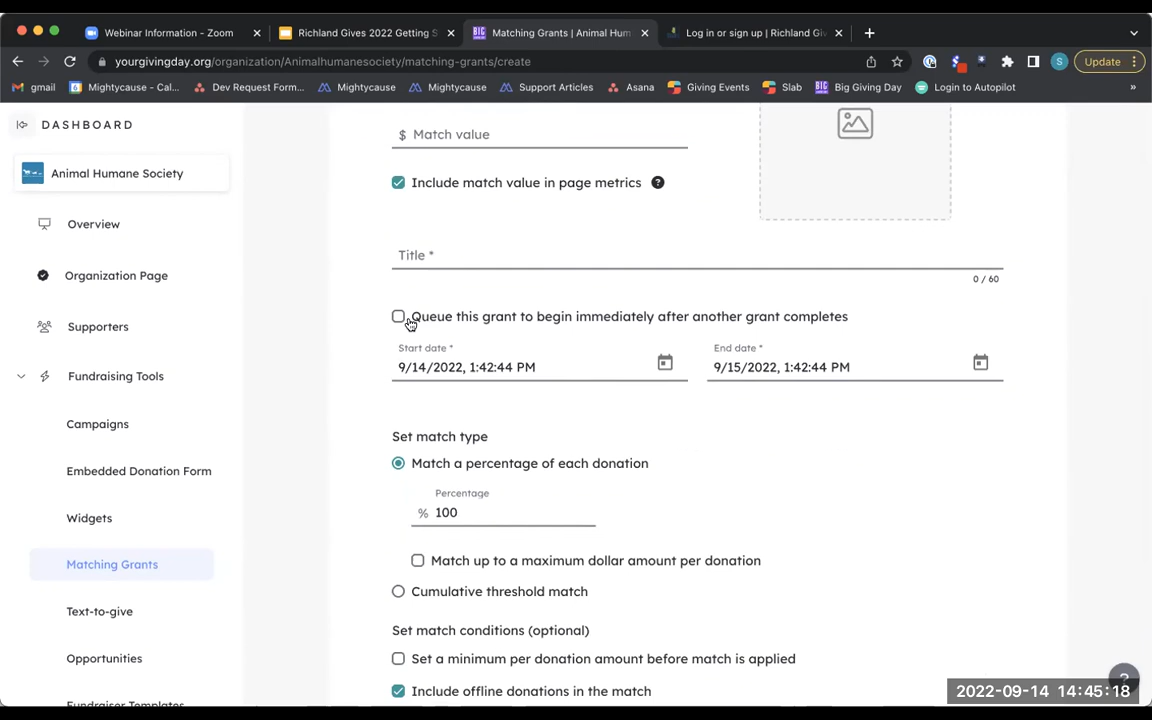 Webinar Information - Zoom
Richland Gives 2022 Getting S
Matching Grants | Animal Hum
Log in or sign up | Richland Giv
yourgivingday.org/organization/Animalhumanesociety/matching-grants/create
S
Update
gmail
Mightycause - Cal...
Dev Request Form...
Mightycause
Mightycause
Support Articles
Asana
Giving Events
Slab
BIG GIVING DAY
Big Giving Day
Login to Autopilot
DASHBOARD
Animal Humane Society
Overview
Organization Page
Supporters
Fundraising Tools
Campaigns
Embedded Donation Form
Widgets
Matching Grants
Text-to-give
Opportunities
Fundraiser Templates
$ Match value
Include match value in page metrics ?
Title *
0 / 60
Queue this grant to begin immediately after another grant completes
Start date *
9/14/2022, 1:42:44 PM
End date *
9/15/2022, 1:42:44 PM
Set match type
Match a percentage of each donation
Percentage
% 100
Match up to a maximum dollar amount per donation
Cumulative threshold match
Set match conditions (optional)
Set a minimum per donation amount before match is applied
Include offline donations in the match
?
2022-09-14 14:45:18